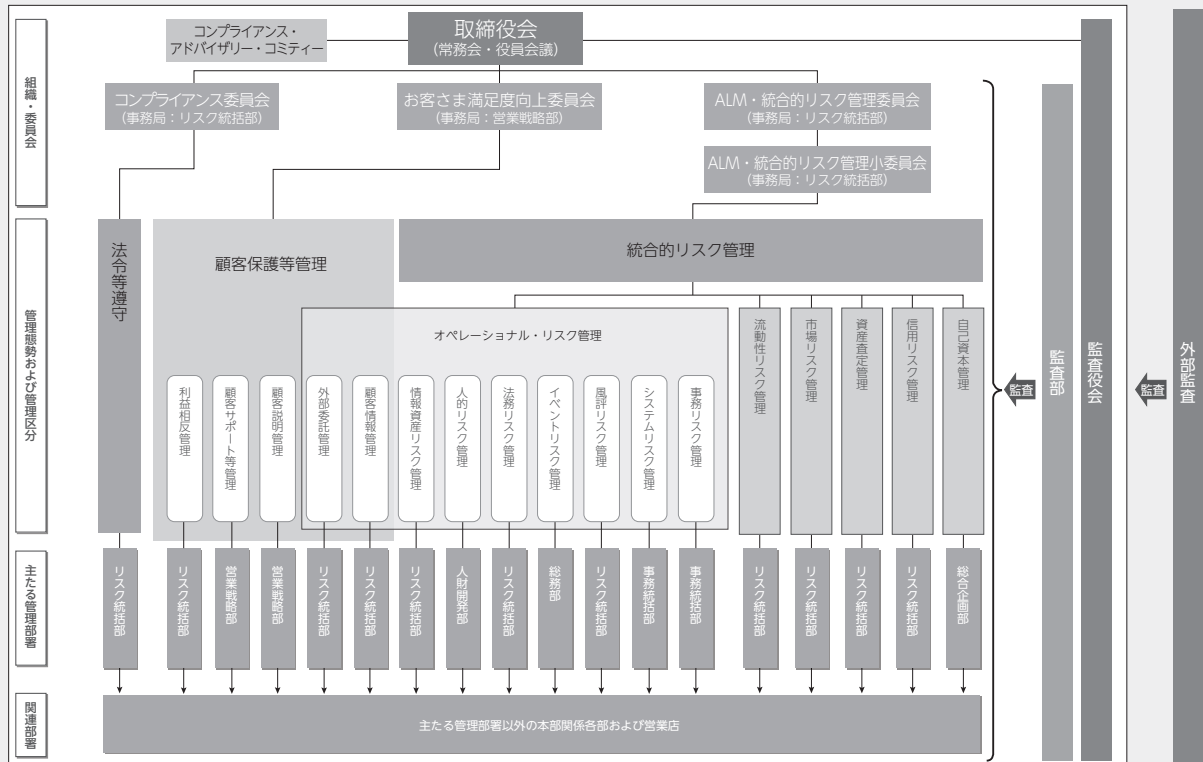 コンプライアンス・
アドバイザリー・コミティー
取締役会
(常務会・役員会議)
組織・委員会
コンプライアンス委員会
(事務局:リスク統括部)
お客さま満足度向上委員会
(事務局:営業戦略部)
ALM・統合的リスク管理委員会
(事務局:リスク統括部)
ALM・統合的リスク管理小委員会
(事務局:リスク統括部)
管理態勢および管理区分
法令等遵守
顧客保護等管理
統合的リスク管理
オペレーショナル・リスク管理
利益相反管理
顧客サポート等管理
顧客説明管理
外部委託管理
顧客情報管理
情報資産リスク管理
人的リスク管理
法務リスク管理
イベントリスク管理
風評リスク管理
システムリスク管理
事務リスク管理
流動性リスク管理
市場リスク管理
資産査定管理
信用リスク管理
自己資本管理
主たる管理部署
リスク統括部
リスク統括部
営業戦略部
営業戦略部
リスク統括部
リスク統括部
リスク統括部
人財開発部
リスク統括部
総務部
リスク統括部
事務統括部
事務統括部
リスク統括部
リスク統括部
リスク統括部
リスク統括部
総合企画部
関連部署
主たる管理部署以外の本部関係各部および営業店
監査
監査部
監査役会
監査
外部監査